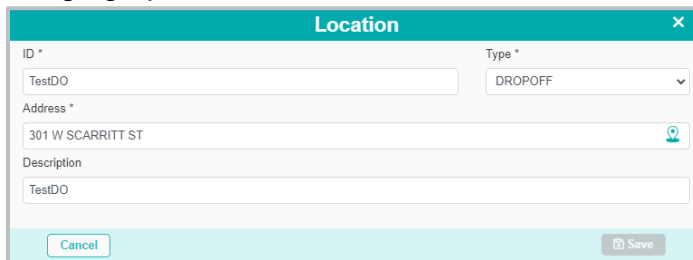 Location ×
ID * Type *
TestDO DROPOFF
Address *
301 W SCARRITT ST
Description
TestDO
Cancel Save